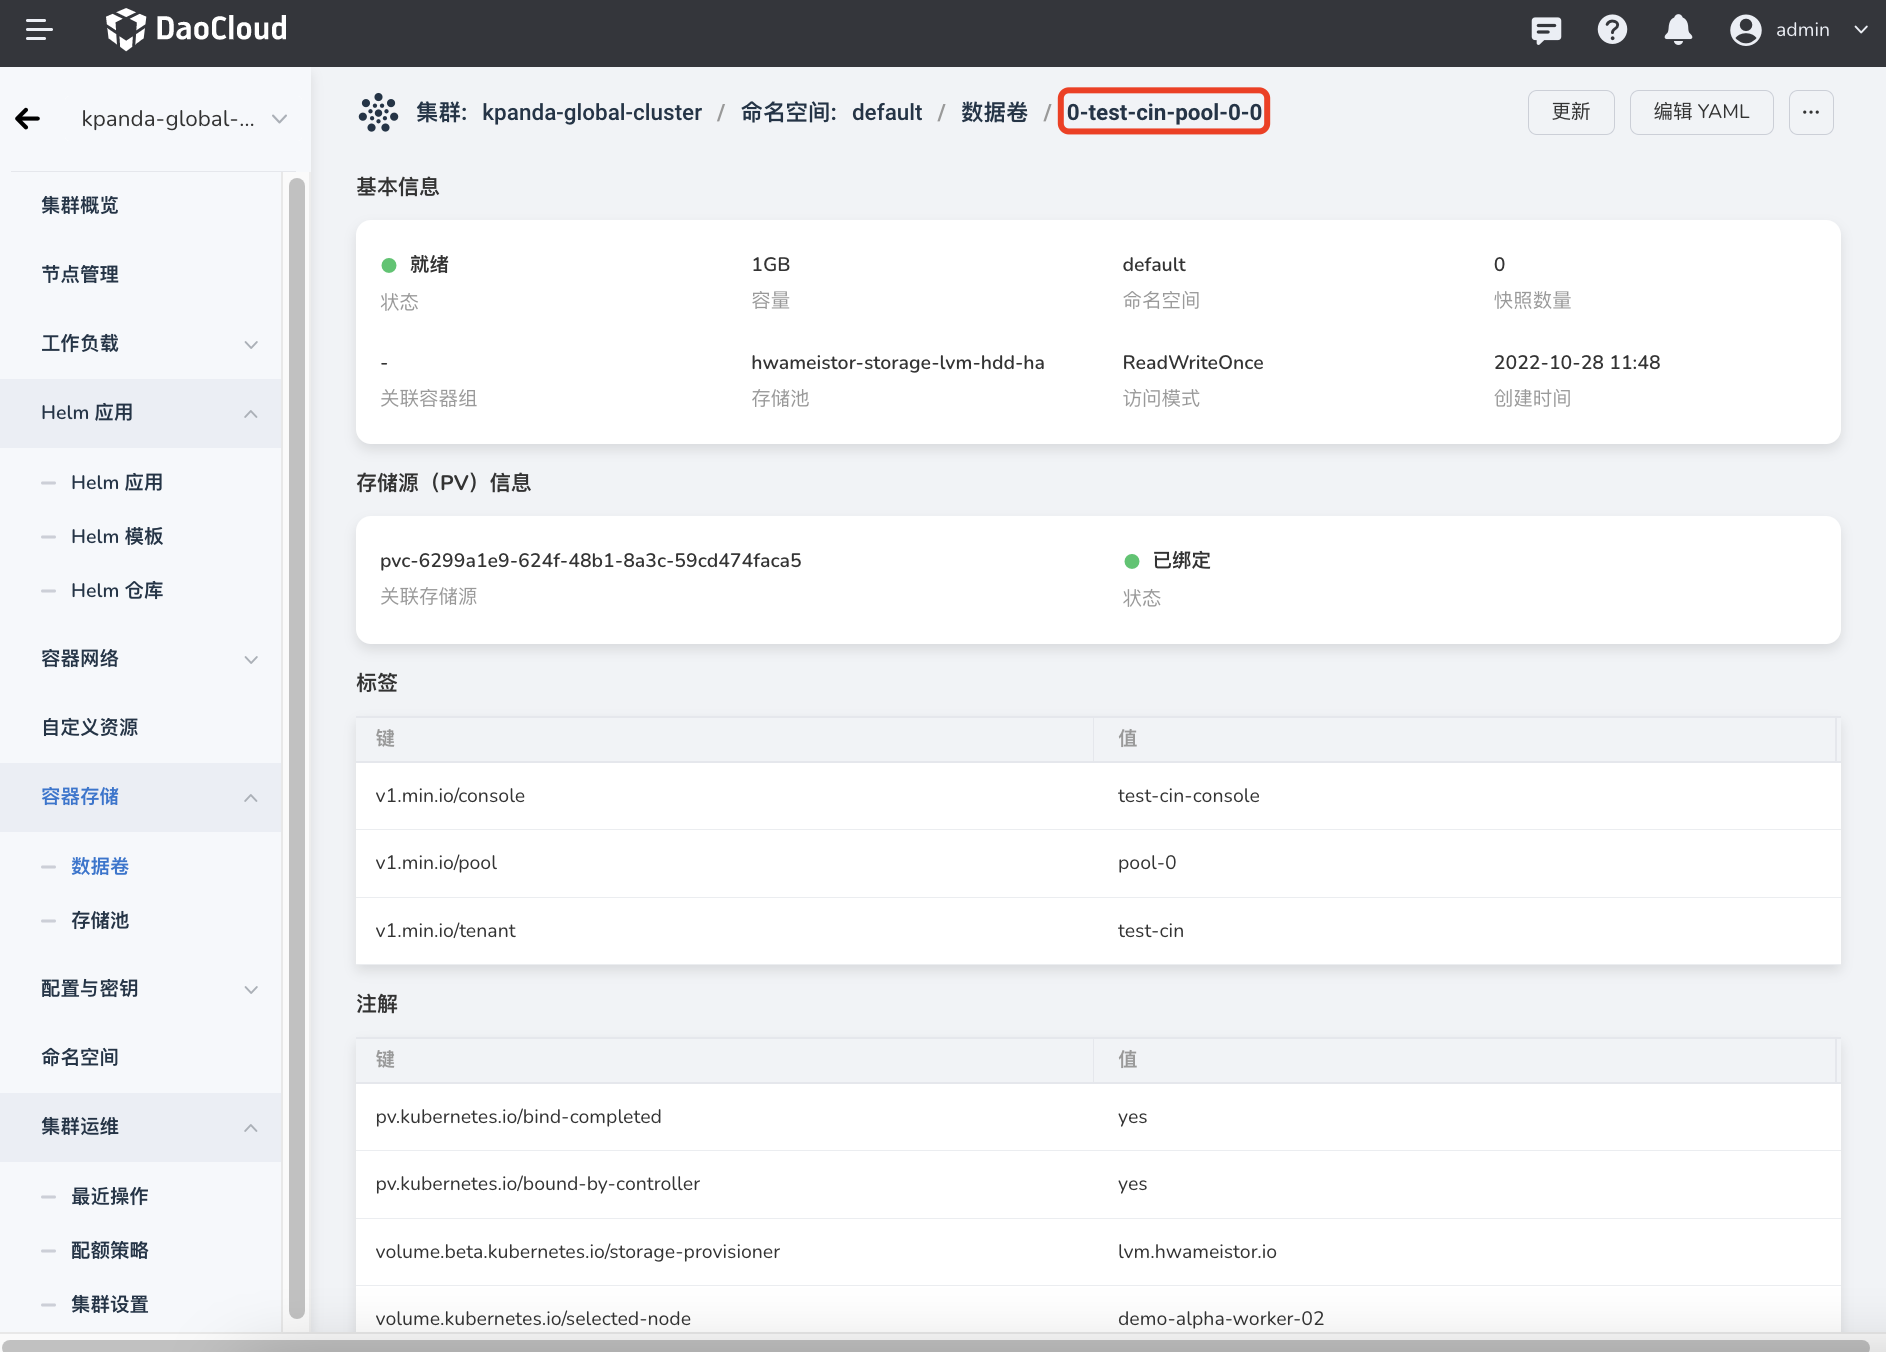 DaoCloud
admin
kpanda-global-...
集群: kpanda-global-cluster / 命名空间: default / 数据卷 / 0-test-cin-pool-0-0
更新
编辑 YAML
...
集群概览
节点管理
工作负载
Helm 应用
Helm 应用
Helm 模板
Helm 仓库
容器网络
自定义资源
容器存储
数据卷
存储池
配置与密钥
命名空间
集群运维
最近操作
配额策略
集群设置
基本信息
就绪
状态
1GB
容量
default
命名空间
0
快照数量
-
关联容器组
hwameistor-storage-lvm-hdd-ha
存储池
ReadWriteOnce
访问模式
2022-10-28 11:48
创建时间
存储源（PV）信息
pvc-6299a1e9-624f-48b1-8a3c-59cd474faca5
关联存储源
已绑定
状态
标签
键 值
v1.min.io/console test-cin-console
v1.min.io/pool pool-0
v1.min.io/tenant test-cin
注解
键 值
pv.kubernetes.io/bind-completed yes
pv.kubernetes.io/bound-by-controller yes
volume.beta.kubernetes.io/storage-provisioner lvm.hwameistor.io
volume.kubernetes.io/selected-node demo-alpha-worker-02